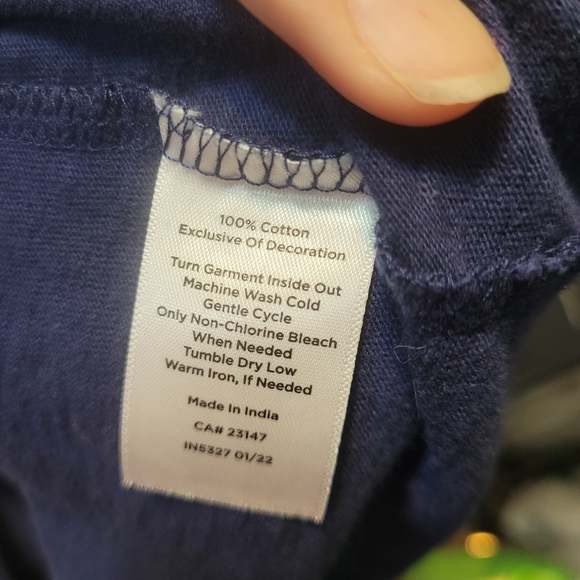 100% Cotton
Exclusive Of Decoration
Turn Garment Inside Out
Machine Wash Cold
Gentle Cycle
Only Non-Chlorine Bleach
When Needed
Tumble Dry Low
Warm Iron, If Needed
Made In India
CA# 23147
IN5327 01/22